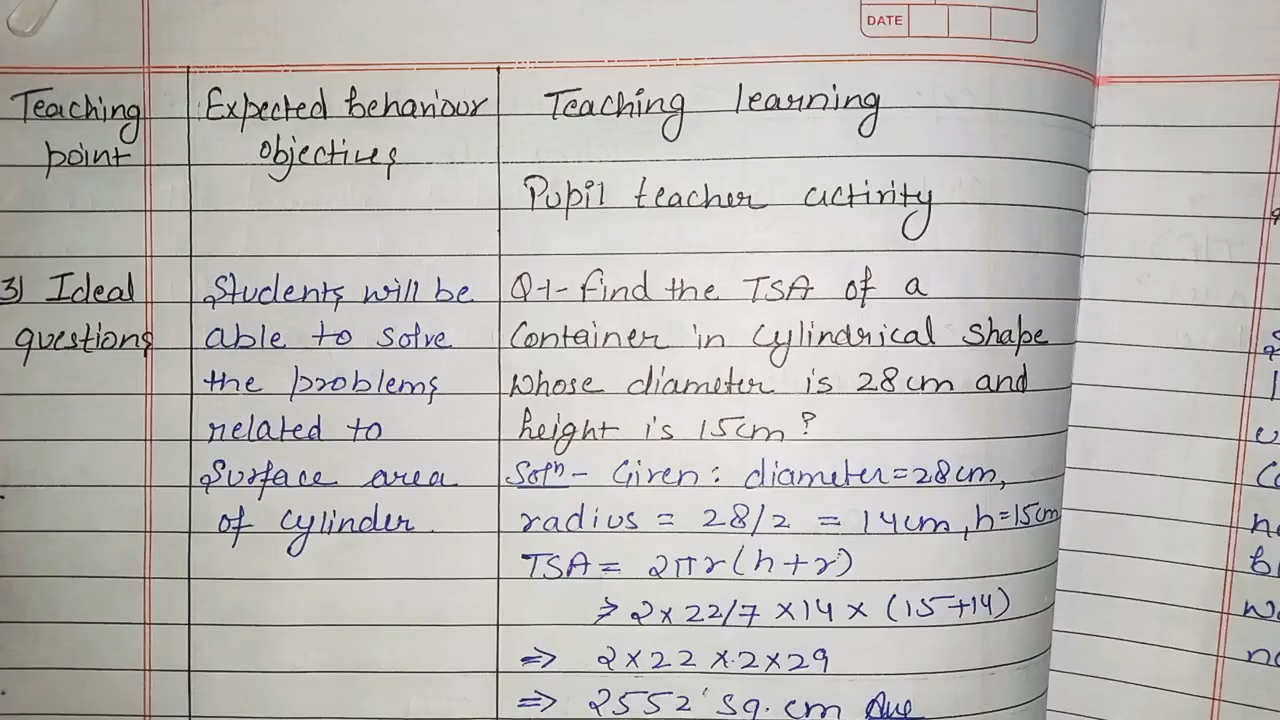 DATE
Teaching point
Expected behaviour objectives
Teaching learning
Pupil teacher activity
3) Ideal questions
Students will be
able to solve
the problems
related to
Surface area
of cylinder
Q1- find the TSA of a
Container in cylindrical shape
whose diameter is 28cm and
height is 15cm?
Solⁿ- Given: diameter=28cm,
radius = 28/2 = 14cm, h=15cm
TSA = 2πr(h+r)
⇒ 2×22/7 ×14 × (15+14)
⇒ 2×22×2×29
⇒ 2552 sq. cm Ans